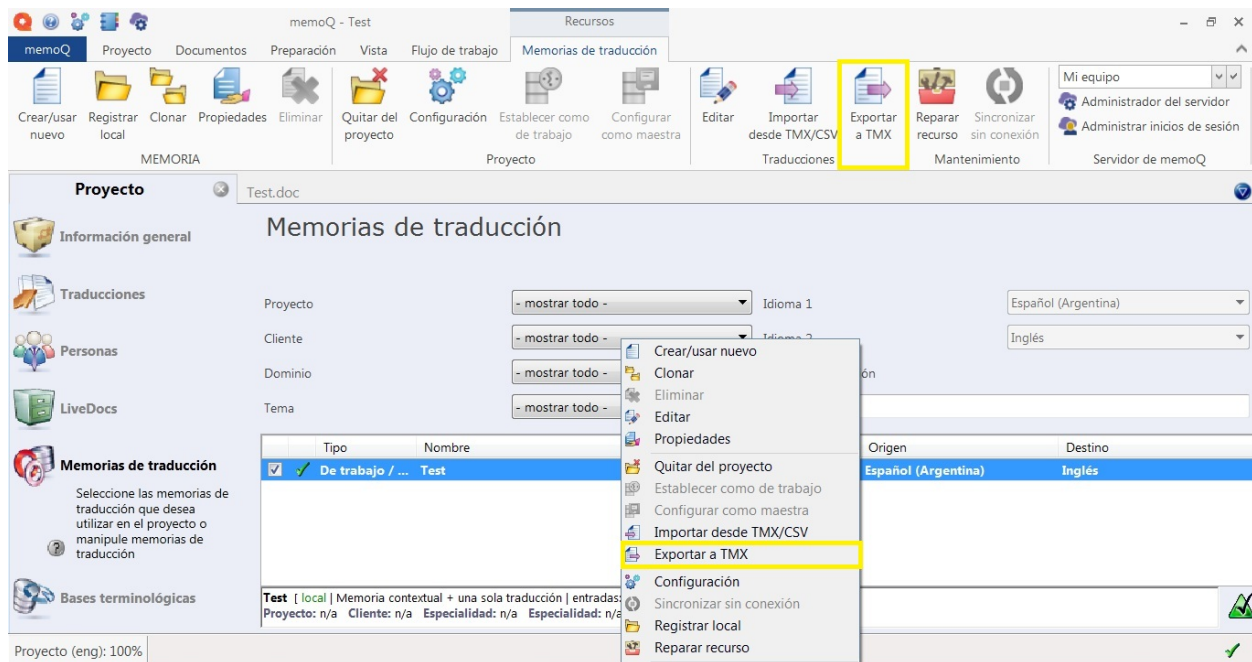 memoQ - Test
Recursos
memoQ
Proyecto
Documentos
Preparación
Vista
Flujo de trabajo
Memorias de traducción
Crear/usar
nuevo
Registrar
local
Clonar
Propiedades
Eliminar
MEMORIA
Quitar del
proyecto
Configuración
Establecer como
de trabajo
Configurar
como maestra
Proyecto
Editar
Importar
desde TMX/CSV
Exportar
a TMX
Traducciones
Reparar
recurso
Sincronizar
sin conexión
Mantenimiento
Mi equipo
Administrador del servidor
Administrar inicios de sesión
Servidor de memoQ
Proyecto
Test.doc
Información general
Traducciones
Personas
LiveDocs
Memorias de traducción
Seleccione las memorias de
traducción que desea
utilizar en el proyecto o
manipule memorias de
traducción
Bases terminológicas
Memorias de traducción
Proyecto
- mostrar todo -
Idioma 1
Español (Argentina)
Cliente
- mostrar todo -
Inglés
Dominio
- mostrar todo -
ón
Tema
- mostrar todo -
Tipo
Nombre
Origen
Destino
De trabajo / ...
Test
Español (Argentina)
Inglés
Crear/usar nuevo
Clonar
Eliminar
Editar
Propiedades
Quitar del proyecto
Establecer como de trabajo
Configurar como maestra
Importar desde TMX/CSV
Exportar a TMX
Configuración
Sincronizar sin conexión
Registrar local
Reparar recurso
Test [ local | Memoria contextual + una sola traducción | entradas:
Proyecto: n/a Cliente: n/a Especialidad: n/a Especialidad: n/a
Proyecto (eng): 100%